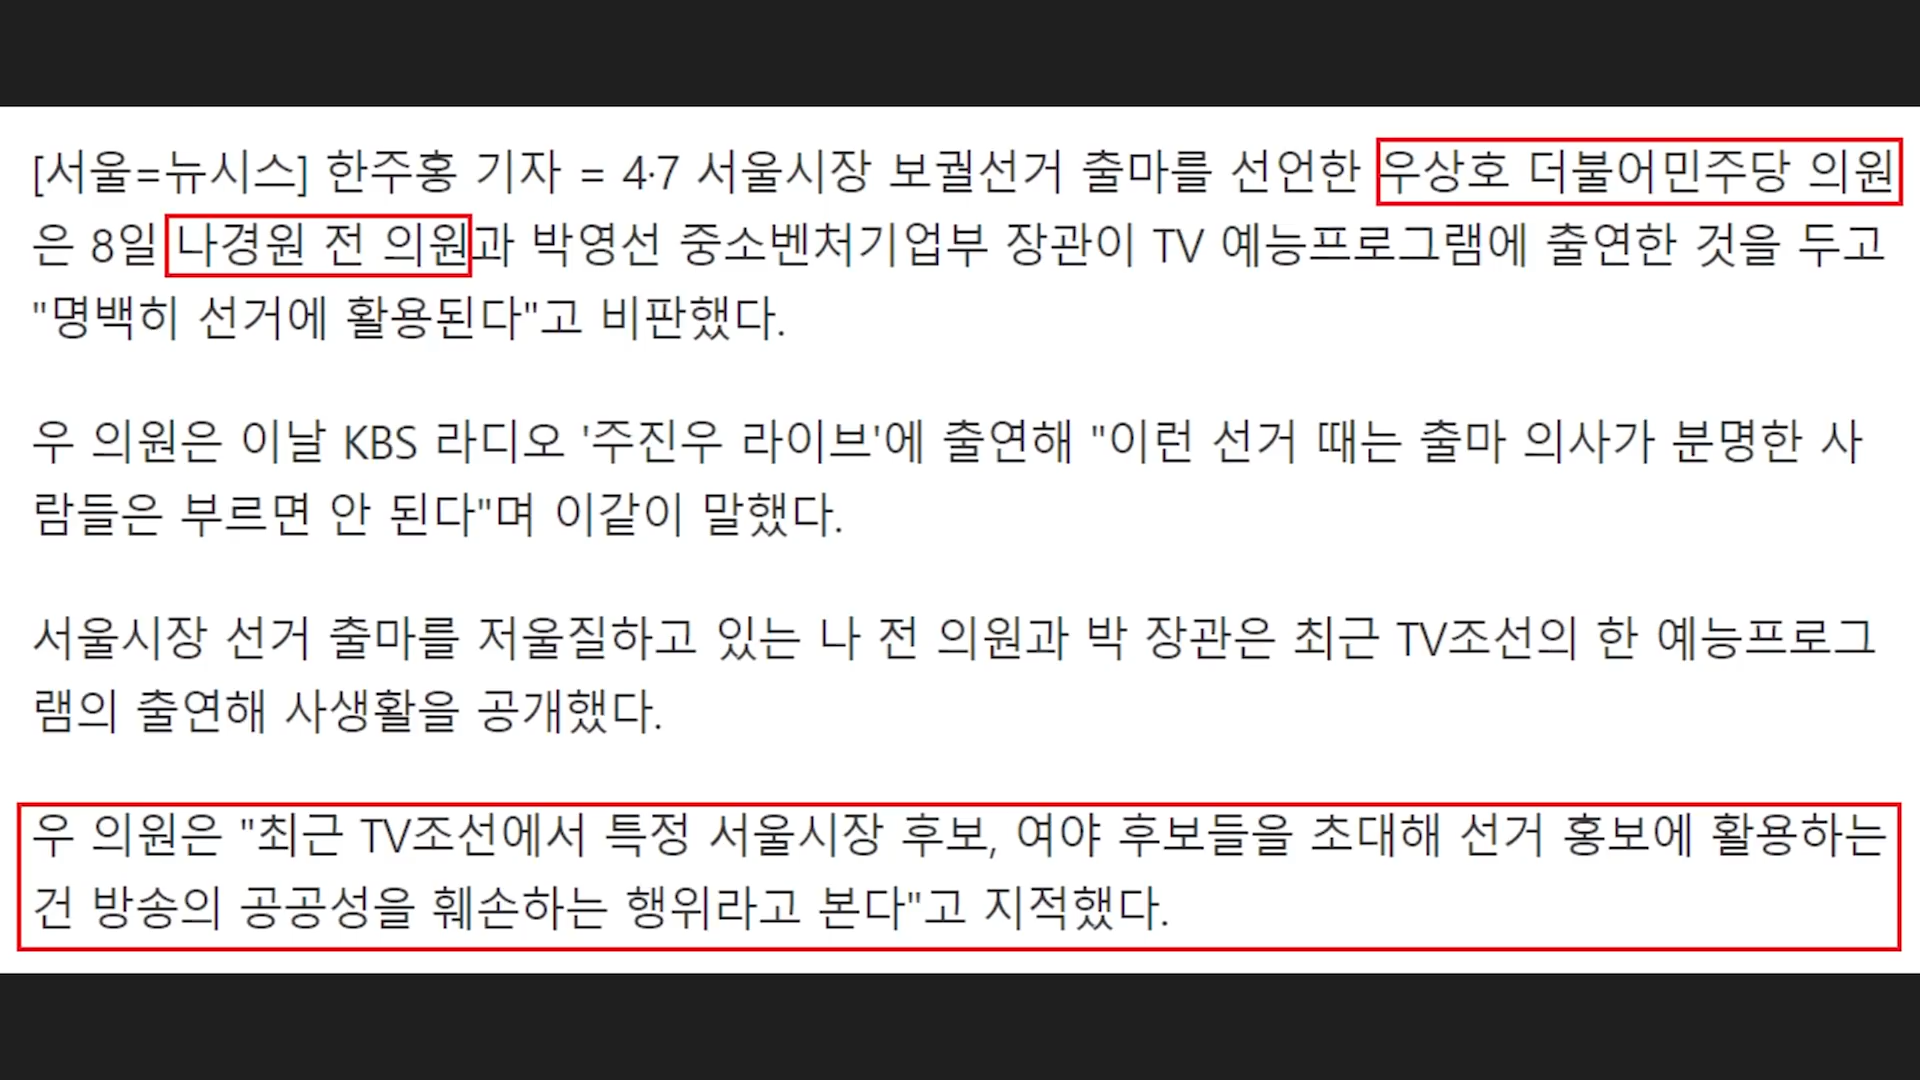 [서울=뉴시스] 한주홍 기자 = 4·7 서울시장 보궐선거 출마를 선언한 우상호 더불어민주당 의원
은 8일 나경원 전 의원과 박영선 중소벤처기업부 장관이 TV 예능프로그램에 출연한 것을 두고
"명백히 선거에 활용된다"고 비판했다.
우 의원은 이날 KBS 라디오 '주진우 라이브'에 출연해 "이런 선거 때는 출마 의사가 분명한 사
람들은 부르면 안 된다"며 이같이 말했다.
서울시장 선거 출마를 저울질하고 있는 나 전 의원과 박 장관은 최근 TV조선의 한 예능프로그
램의 출연해 사생활을 공개했다.
우 의원은 "최근 TV조선에서 특정 서울시장 후보, 여야 후보들을 초대해 선거 홍보에 활용하는
건 방송의 공공성을 훼손하는 행위라고 본다"고 지적했다.